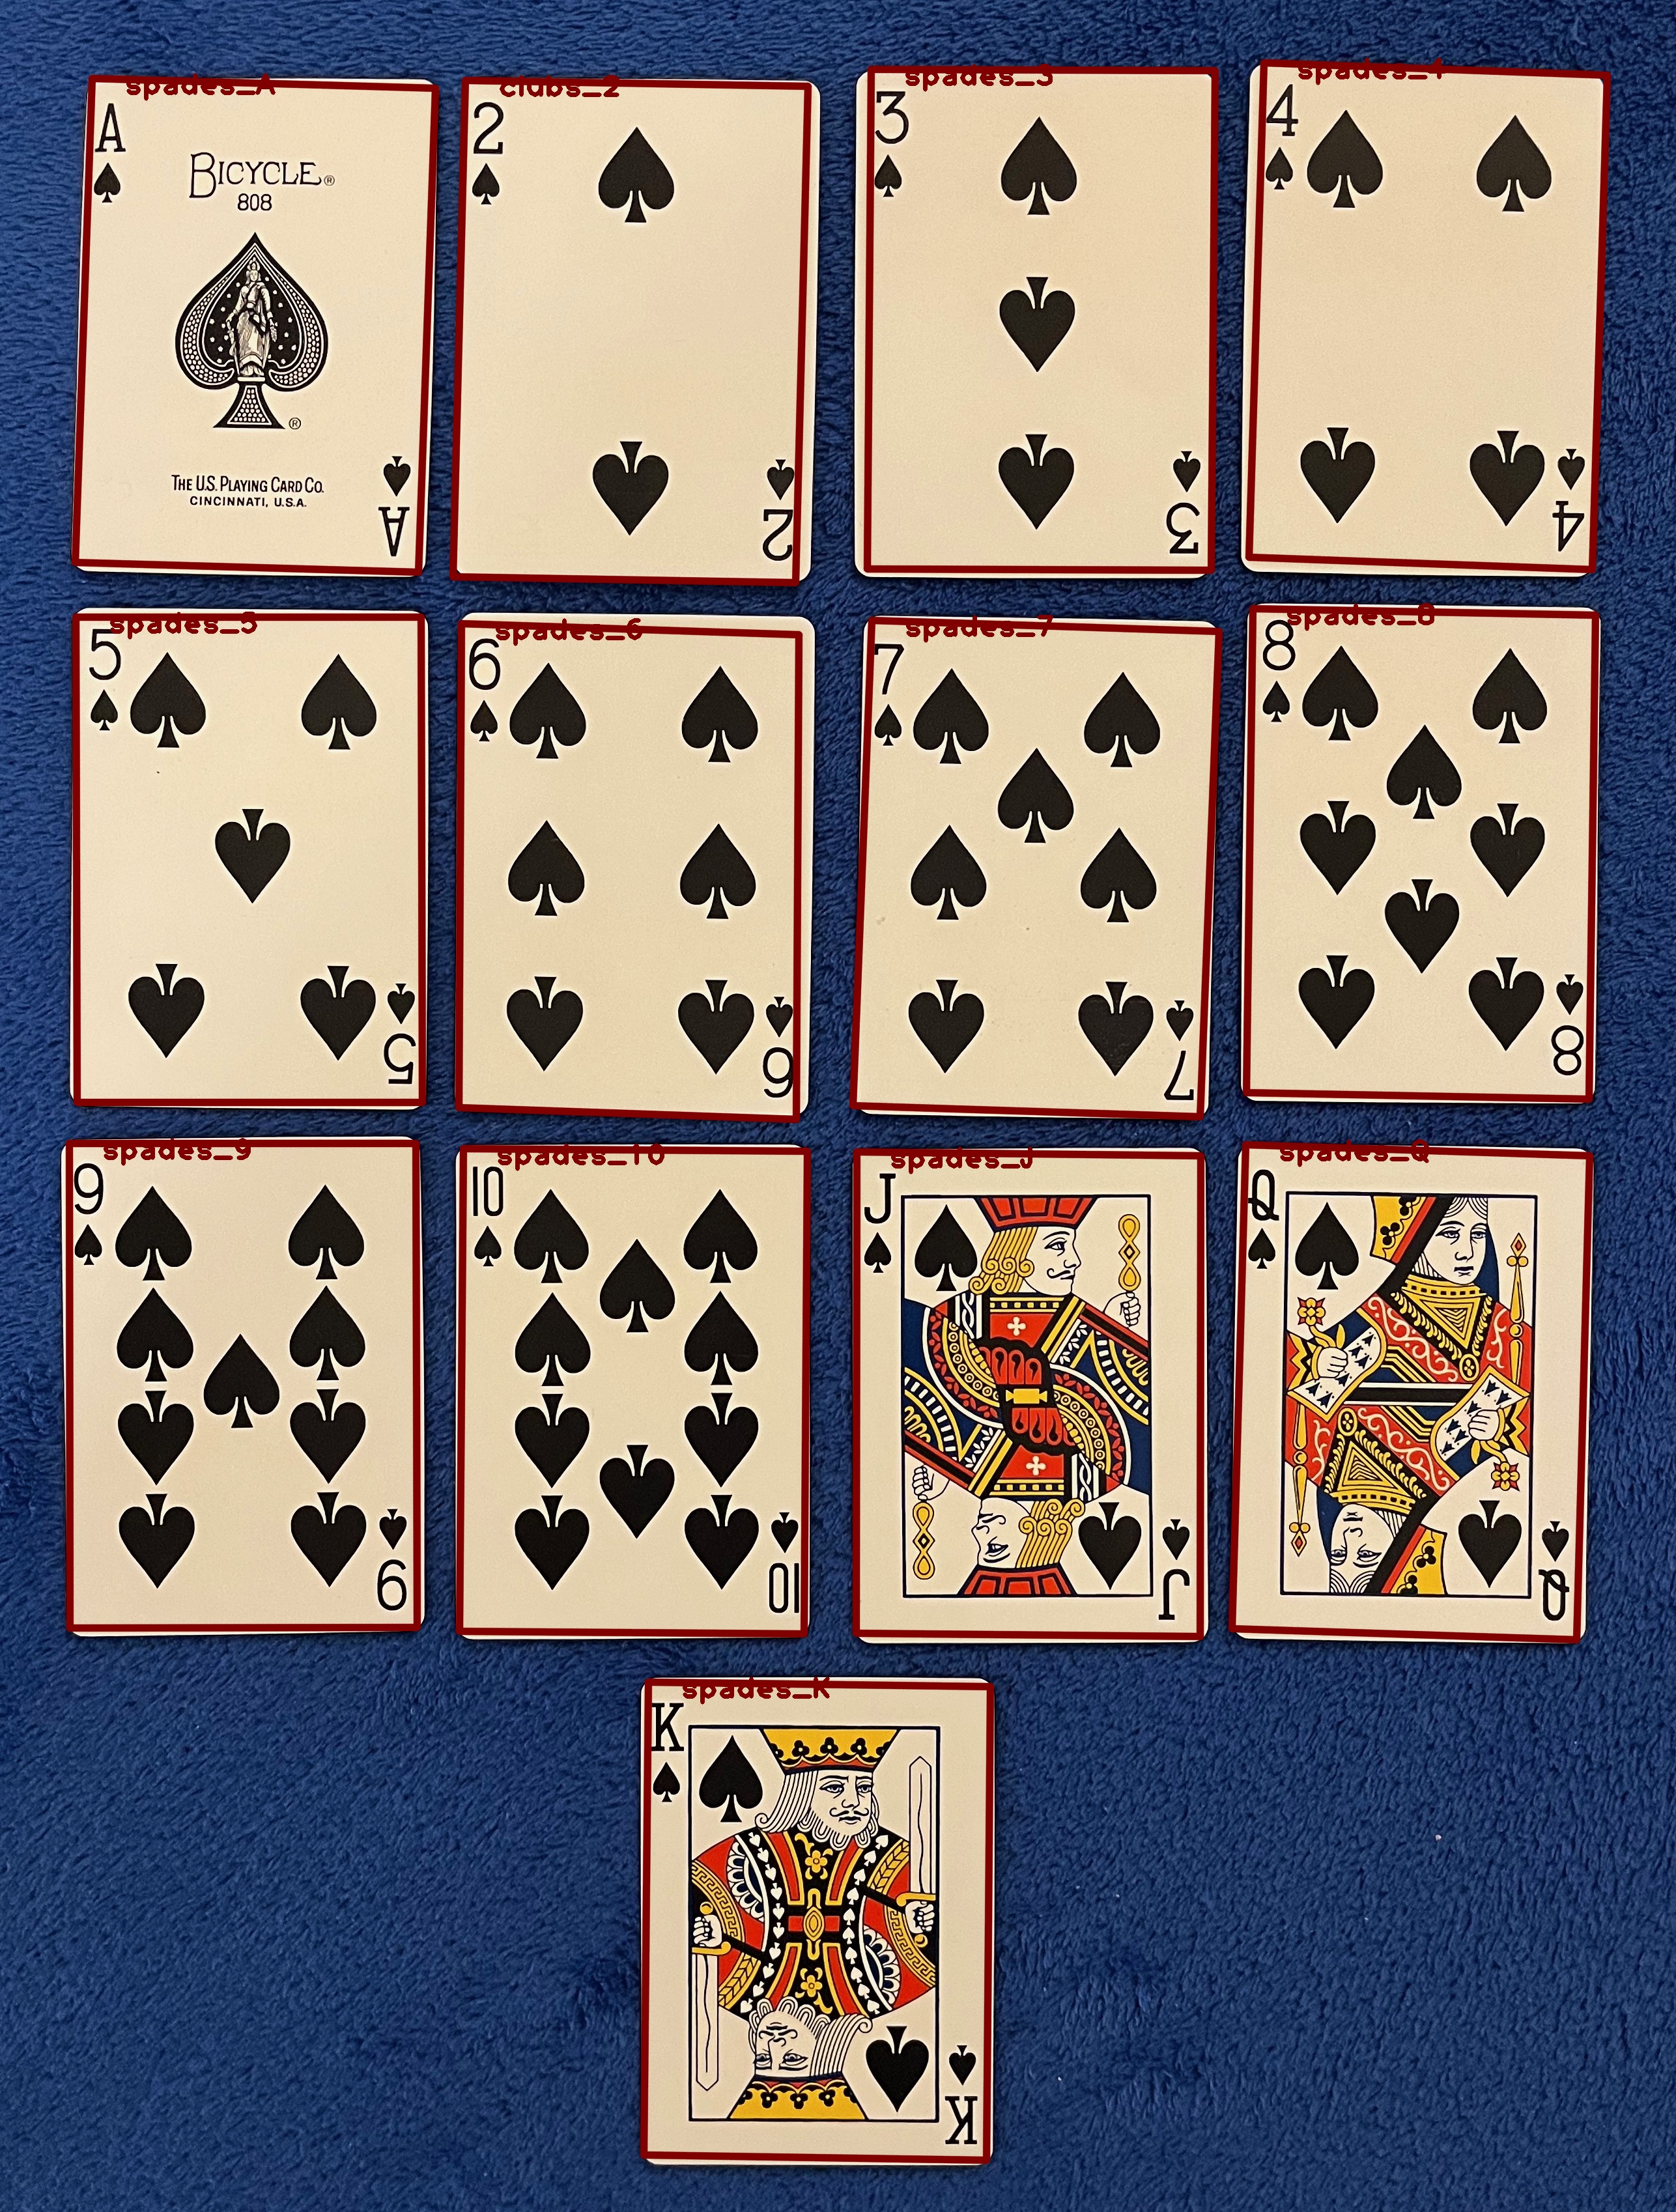 spades_A
A
BICYCLE®
808
®
THE U.S. PLAYING CARD CO.
CINCINNATI, U.S.A.
A
clubs_2
2
2
spades_3
3
3
spades_4
4
4
spades_5
5
5
spades_6
6
6
spades_7
7
7
spades_8
8
8
spades_9
9
9
spades_10
10
10
spades_J
J
J
spades_Q
Q
Q
spades_K
K
K